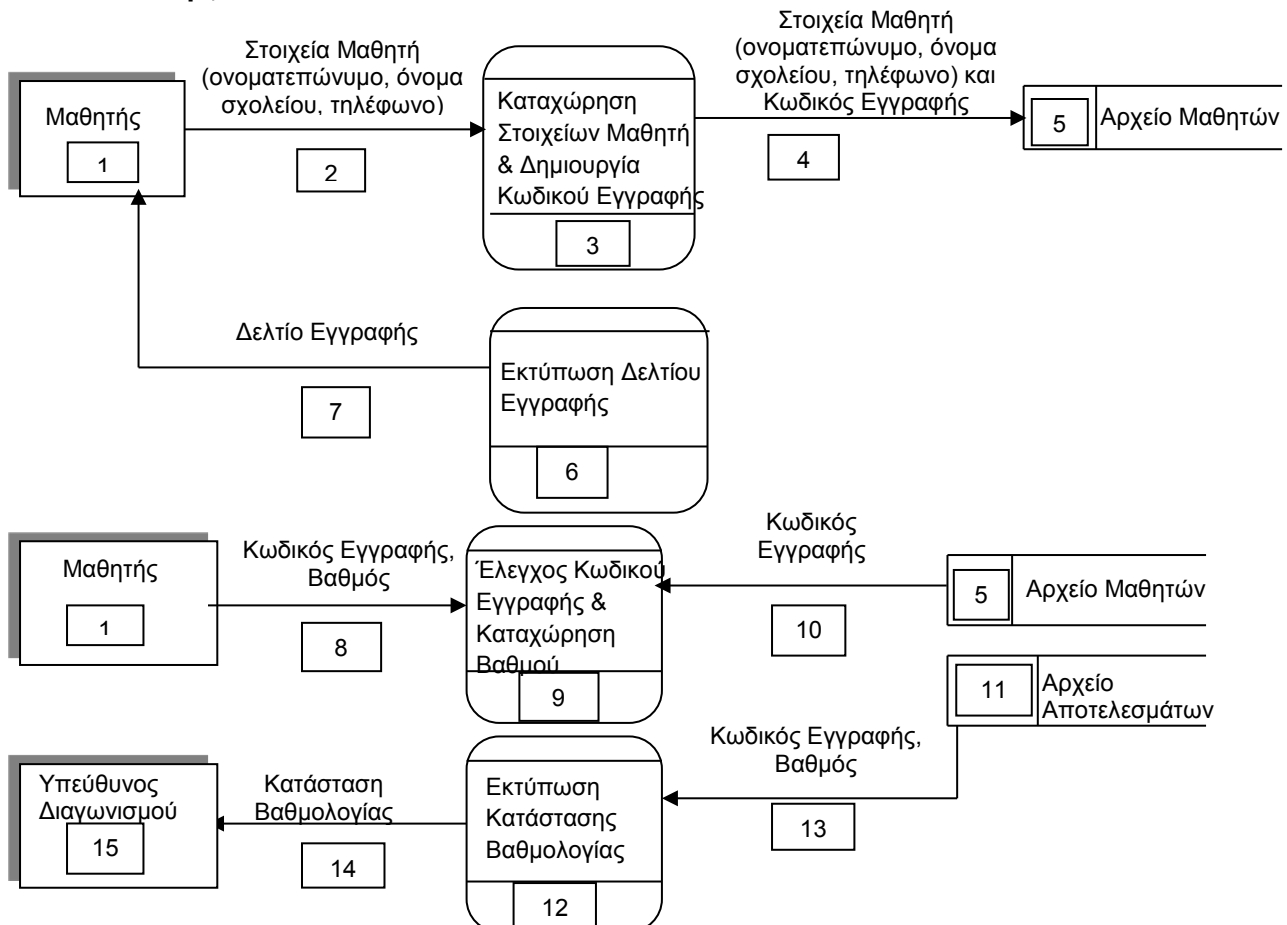 Στοιχεία Μαθητή
(ονοματεπώνυμο, όνομα
σχολείου, τηλέφωνο)
Στοιχεία Μαθητή
(ονοματεπώνυμο, όνομα
σχολείου, τηλέφωνο) και
Κωδικός Εγγραφής
Μαθητής
1
2
Καταχώρηση
Στοιχείων Μαθητή
& Δημιουργία
Κωδικού Εγγραφής
3
4
5
Αρχείο Μαθητών
Δελτίο Εγγραφής
7
Εκτύπωση Δελτίου
Εγγραφής
6
Μαθητής
1
Κωδικός Εγγραφής,
Βαθμός
8
Έλεγχος Κωδικού
Εγγραφής &
Καταχώρηση
Βαθμού
9
Κωδικός
Εγγραφής
10
5
Αρχείο Μαθητών
11
Αρχείο
Αποτελεσμάτων
Κωδικός Εγγραφής,
Βαθμός
13
Υπεύθυνος
Διαγωνισμού
15
Κατάσταση
Βαθμολογίας
14
Εκτύπωση
Κατάστασης
Βαθμολογίας
12